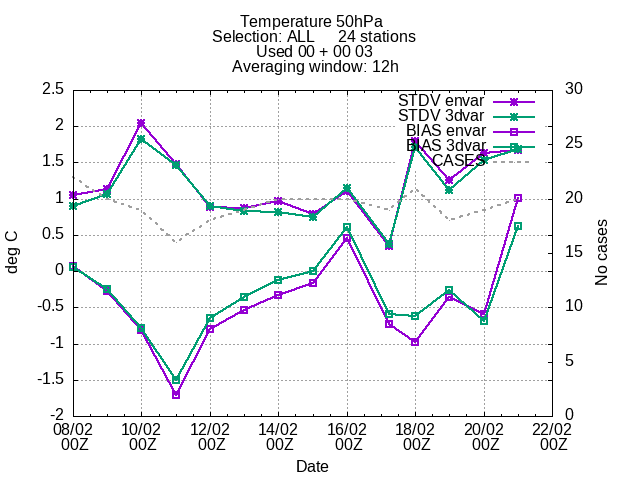 Temperature 50hPa
Selection: ALL 24 stations
Used 00 + 00 03
Averaging window: 12h
2.5
2
1.5
1
0.5
0
-0.5
-1
-1.5
-2
deg C
30
25
20
15
10
5
0
No cases
STDV envar
STDV 3dvar
BIAS envar
BIAS 3dvar
CASES
08/02 10/02 12/02 14/02 16/02 18/02 20/02 22/02
00Z 00Z 00Z 00Z 00Z 00Z 00Z 00Z
Date